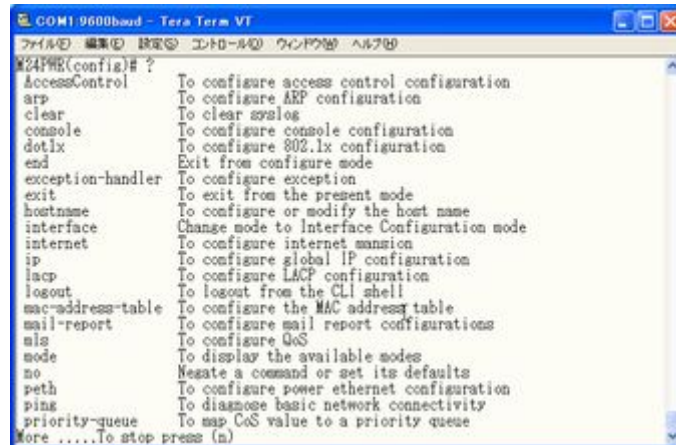 COM1:9600baud - Tera Term VT
ファイル(F) 編集(E) 設定(S) コントロール(O) ウィンドウ(W) ヘルプ(H)
M24PWR(config)# ?
AccessControl To configure access control configuration
arp To configure ARP configuration
clear To clear syslog
console To configure console configuration
dot1x To configure 802.1x configuration
end Exit from configure mode
exception-handler To configure exception
exit To exit from the present mode
hostname To configure or modify the host name
interface Change mode to Interface Configuration mode
internet To configure internet mansion
ip To configure global IP configuration
lacp To configure LACP configuration
logout To logout from the CLI shell
mac-address-table To configure the MAC address table
mail-report To configure mail report configurations
mls To configure QoS
mode To display the available modes
no Negate a command or set its defaults
peth To configure power ethernet configuration
ping To diagnose basic network connectivity
priority-queue To map CoS value to a priority queue
More .....To stop press (n)